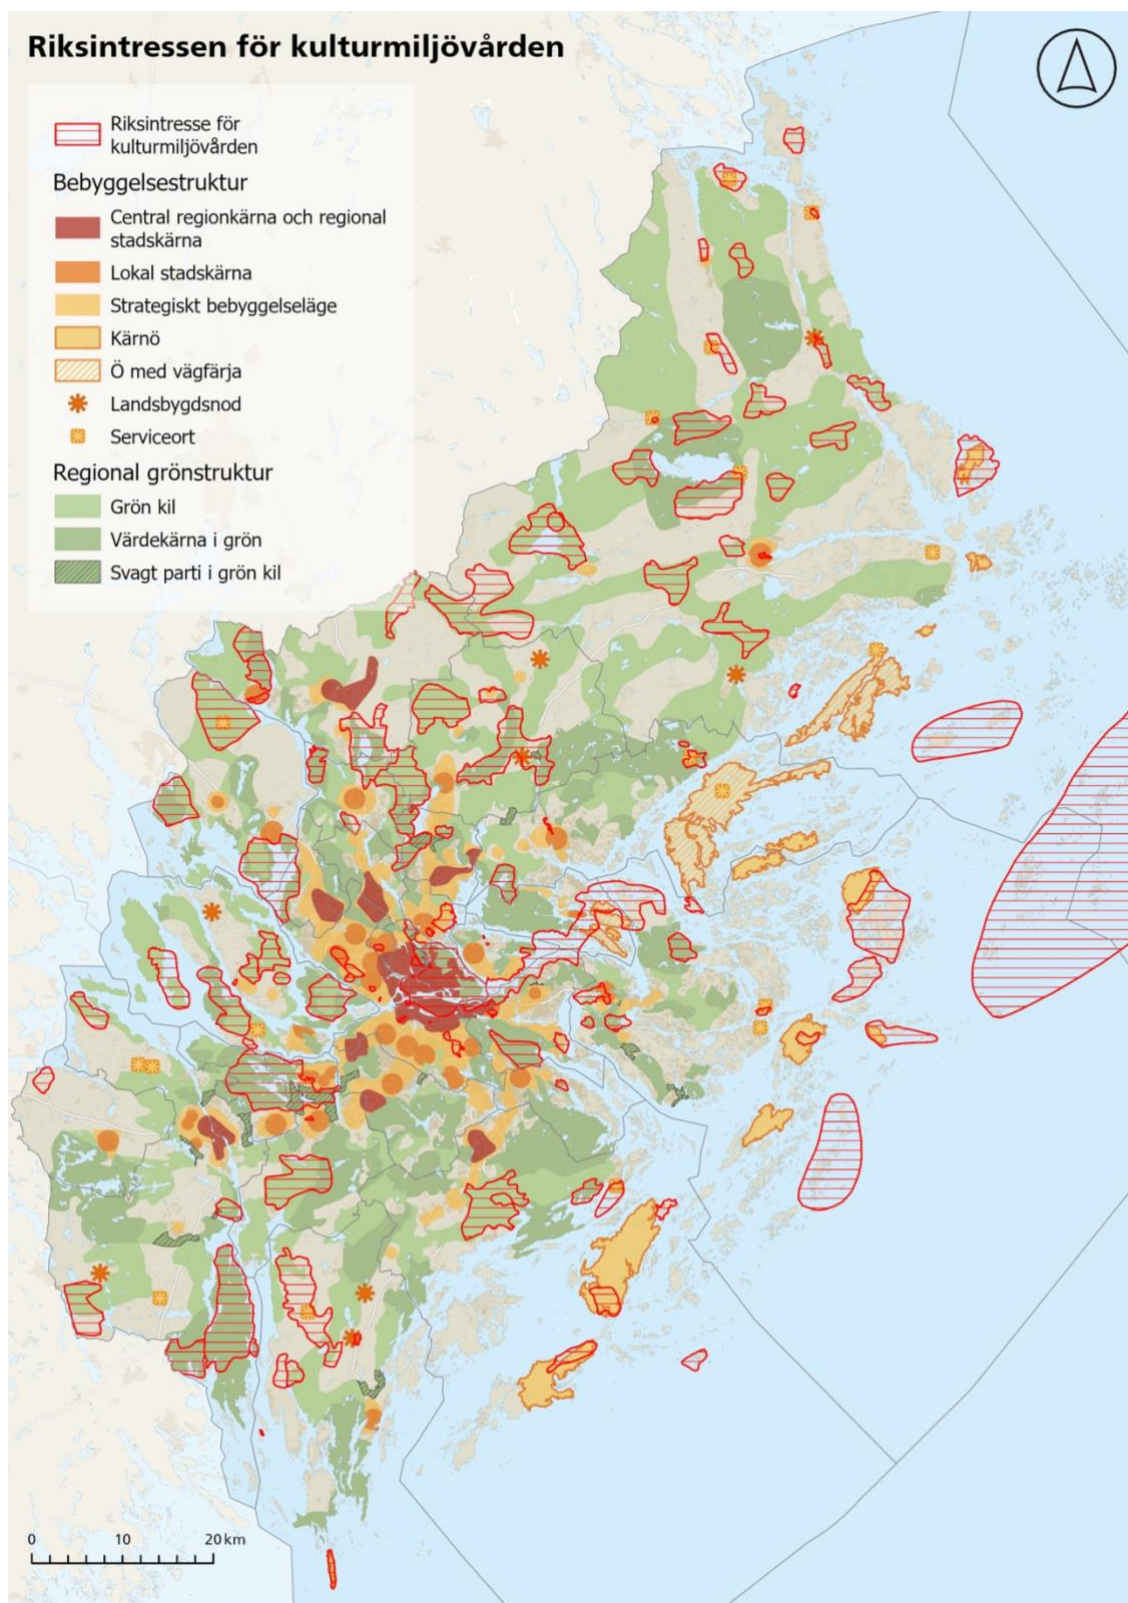 Riksintressen för kulturmiljövården
Riksintresse för
kulturmiljövården
Bebyggelsestruktur
Central regionkärna och regional
stadskärna
Lokal stadskärna
Strategiskt bebyggelseläge
Kärnö
Ö med vägfärja
Landsbygdsnod
Serviceort
Regional grönstruktur
Grön kil
Värdekärna i grön
Svagt parti i grön kil
0 10 20 km